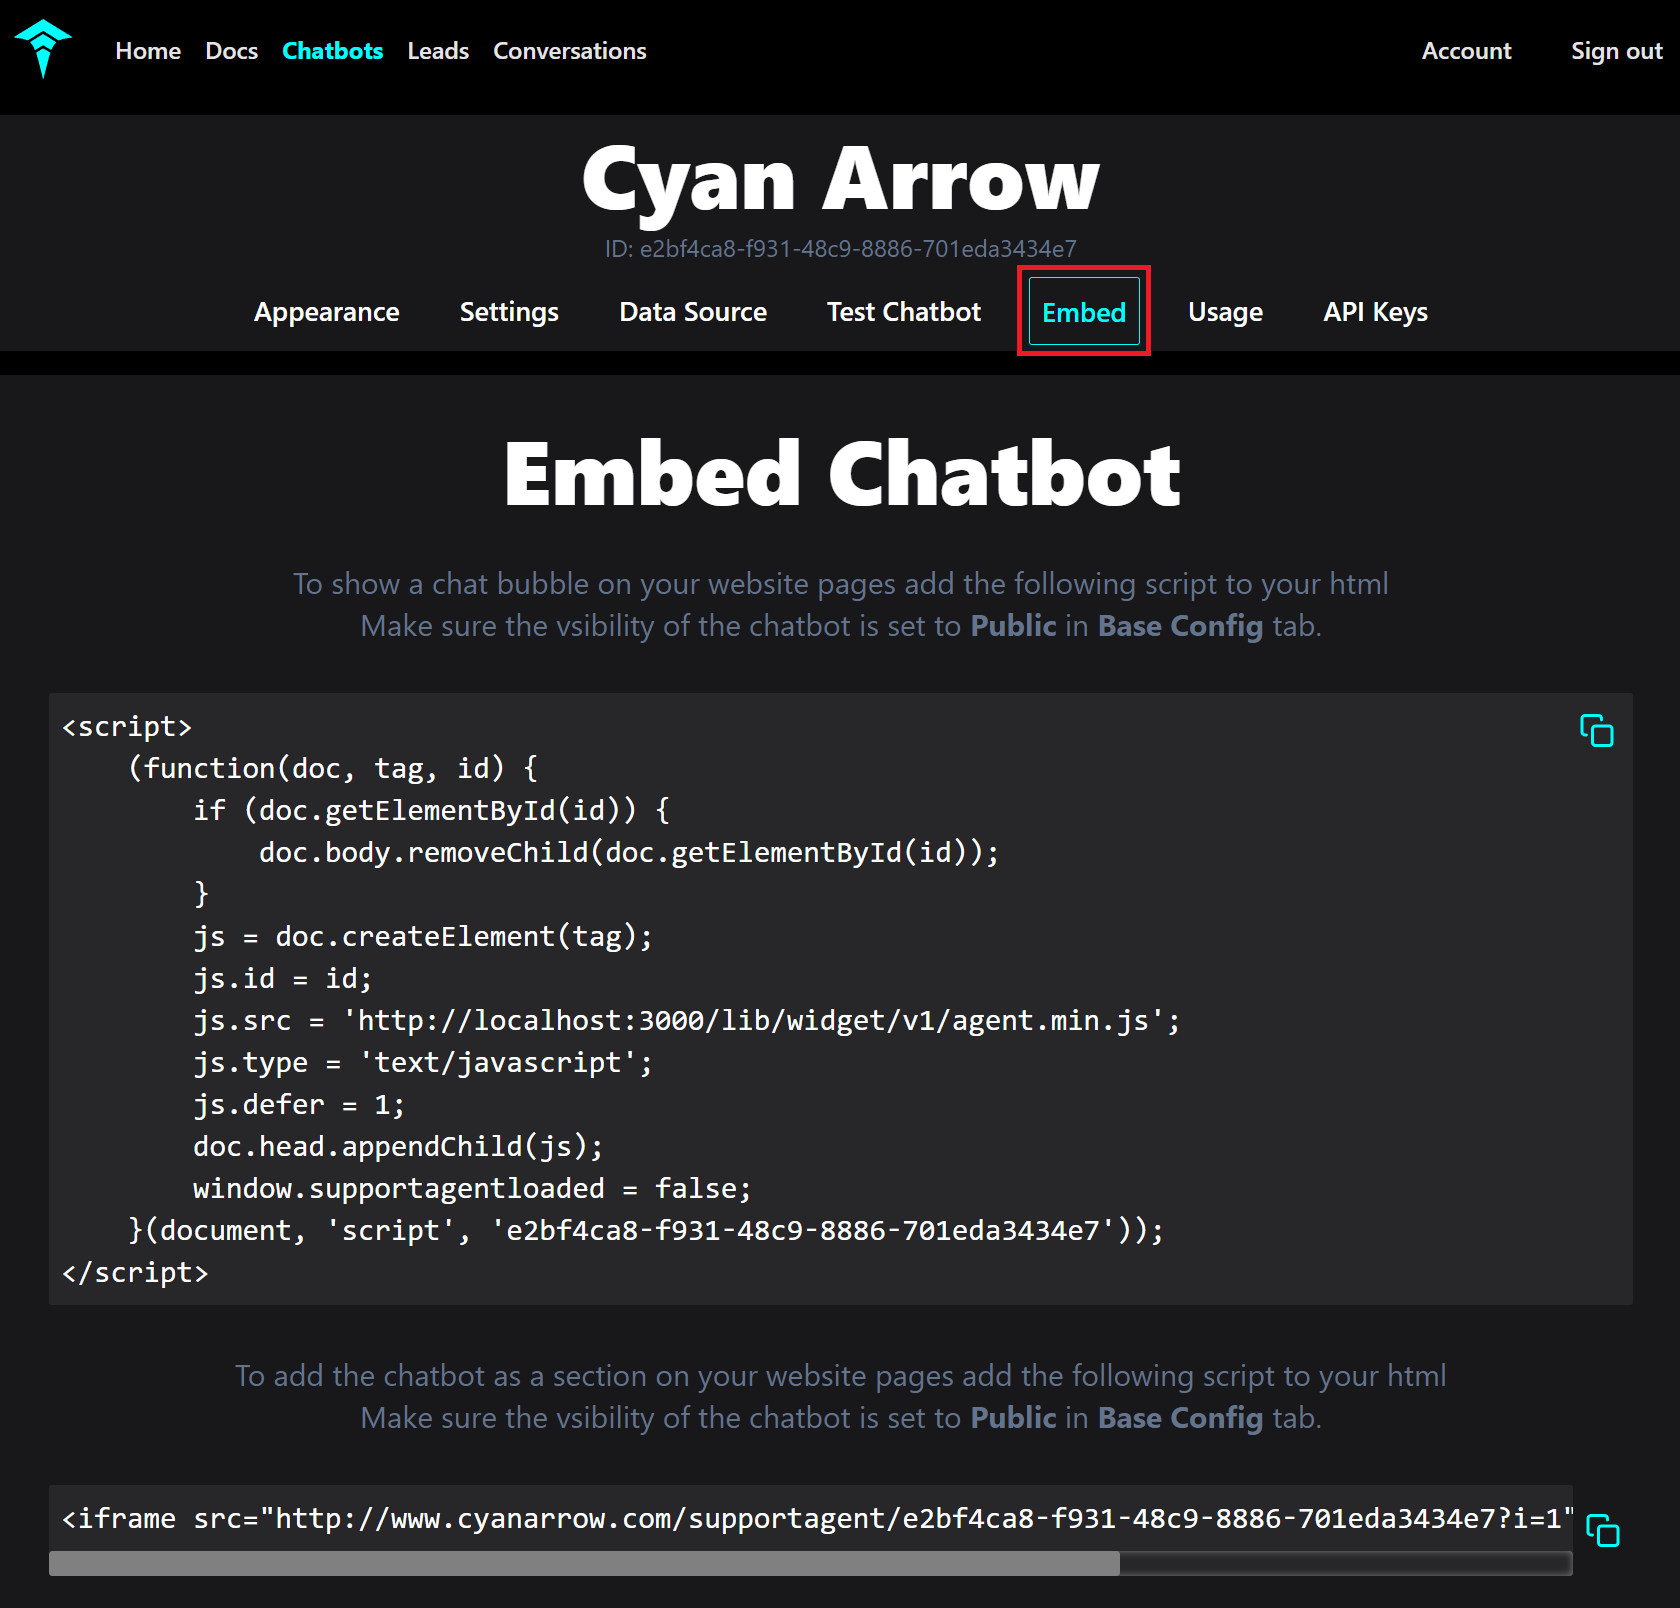 Home Docs Chatbots Leads Conversations Account Sign out
Cyan Arrow
ID: e2bf4ca8-f931-48c9-8886-701eda3434e7
Appearance Settings Data Source Test Chatbot Embed Usage API Keys
Embed Chatbot
To show a chat bubble on your website pages add the following script to your html
Make sure the vsibility of the chatbot is set to Public in Base Config tab.
<script>
    (function(doc, tag, id) {
        if (doc.getElementById(id)) {
            doc.body.removeChild(doc.getElementById(id));
        }
        js = doc.createElement(tag);
        js.id = id;
        js.src = 'http://localhost:3000/lib/widget/v1/agent.min.js';
        js.type = 'text/javascript';
        js.defer = 1;
        doc.head.appendChild(js);
        window.supportagentloaded = false;
    }(document, 'script', 'e2bf4ca8-f931-48c9-8886-701eda3434e7'));
</script>
To add the chatbot as a section on your website pages add the following script to your html
Make sure the vsibility of the chatbot is set to Public in Base Config tab.
<iframe src="http://www.cyanarrow.com/supportagent/e2bf4ca8-f931-48c9-8886-701eda3434e7?i=1"